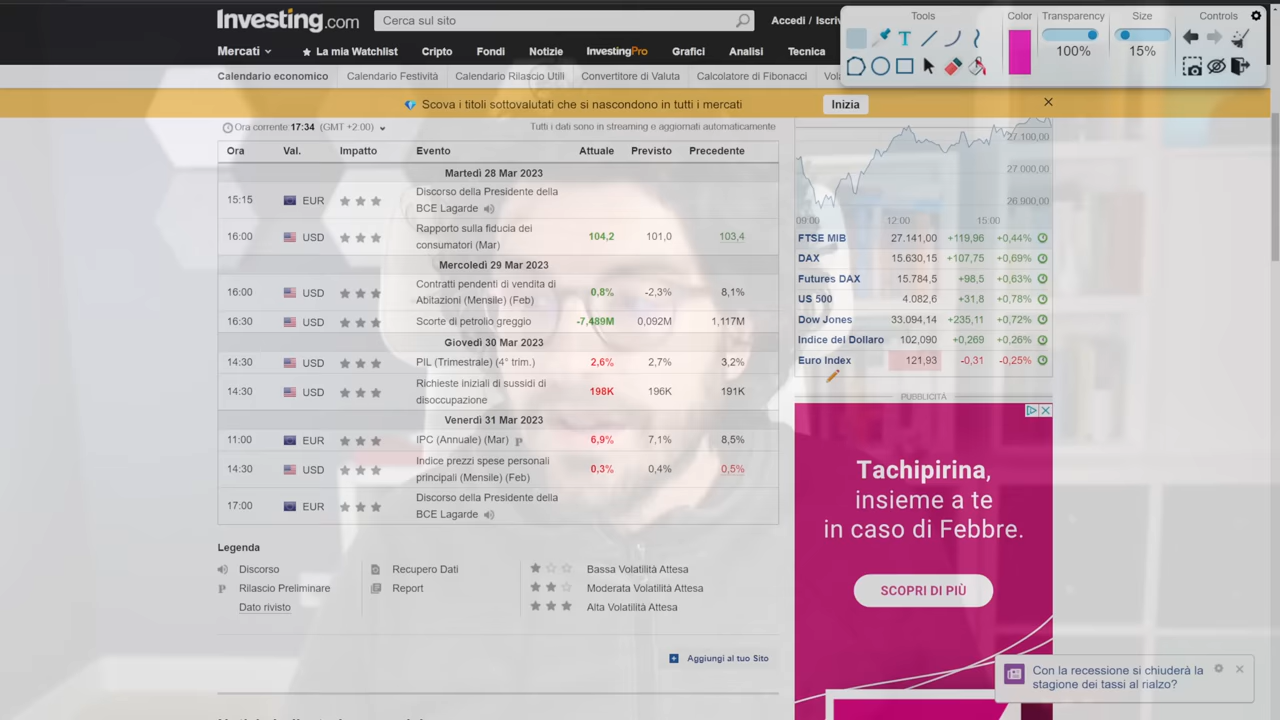 Investing.com
Cerca sul sito
Accedi / Iscriv
Tools
Color
Transparency
Size
Controls
100%
15%
Mercati
La mia Watchlist
Cripto
Fondi
Notizie
InvestingPro
Grafici
Analisi
Tecnica
Calendario economico
Calendario Festività
Calendario Rilascio Utili
Convertitore di Valuta
Calcolatore di Fibonacci
Scova i titoli sottovalutati che si nascondono in tutti i mercati
Inizia
Ora corrente: 17:34 (GMT +2:00)
Tutti i dati sono in streaming e aggiornati automaticamente
Ora Val. Impatto Evento Attuale Previsto Precedente
Martedì 28 Mar 2023
15:15 EUR Discorso della Presidente della
BCE Lagarde
16:00 USD Rapporto sulla fiducia dei
consumatori (Mar) 104,2 101,0 103,4
Mercoledì 29 Mar 2023
16:00 USD Contratti pendenti di vendita di
Abitazioni (Mensile) (Feb) 0,8% -2,3% 8,1%
16:30 USD Scorte di petrolio greggio -7,489M 0,092M 1,117M
Giovedì 30 Mar 2023
14:30 USD PIL (Trimestrale) (4° trim.) 2,6% 2,7% 3,2%
14:30 USD Richieste iniziali di sussidi di
disoccupazione 198K 196K 191K
Venerdì 31 Mar 2023
11:00 EUR IPC (Annuale) (Mar) P 6,9% 7,1% 8,5%
14:30 USD Indice prezzi spese personali
principali (Mensile) (Feb) 0,3% 0,4% 0,5%
17:00 EUR Discorso della Presidente della
BCE Lagarde
Legenda
Discorso
Recupero Dati
Bassa Volatilità Attesa
P Rilascio Preliminare
Report
Moderata Volatilità Attesa
Dato rivisto
Alta Volatilità Attesa
Aggiungi al tuo Sito
27.100,00
27.000,00
26.900,00
09:00 12:00 15:00
FTSE MIB 27.141,00 +119,96 +0,44%
DAX 15.630,15 +107,75 +0,69%
Futures DAX 15.784,5 +98,5 +0,63%
US 500 4.082,6 +31,8 +0,78%
Dow Jones 33.094,14 +235,11 +0,72%
Indice del Dollaro 102,090 +0,269 +0,26%
Euro Index 121,93 -0,31 -0,25%
PUBBLICITÀ
Tachipirina,
insieme a te
in caso di Febbre.
SCOPRI DI PIÙ
Con la recessione si chiuderà la
stagione dei tassi al rialzo?